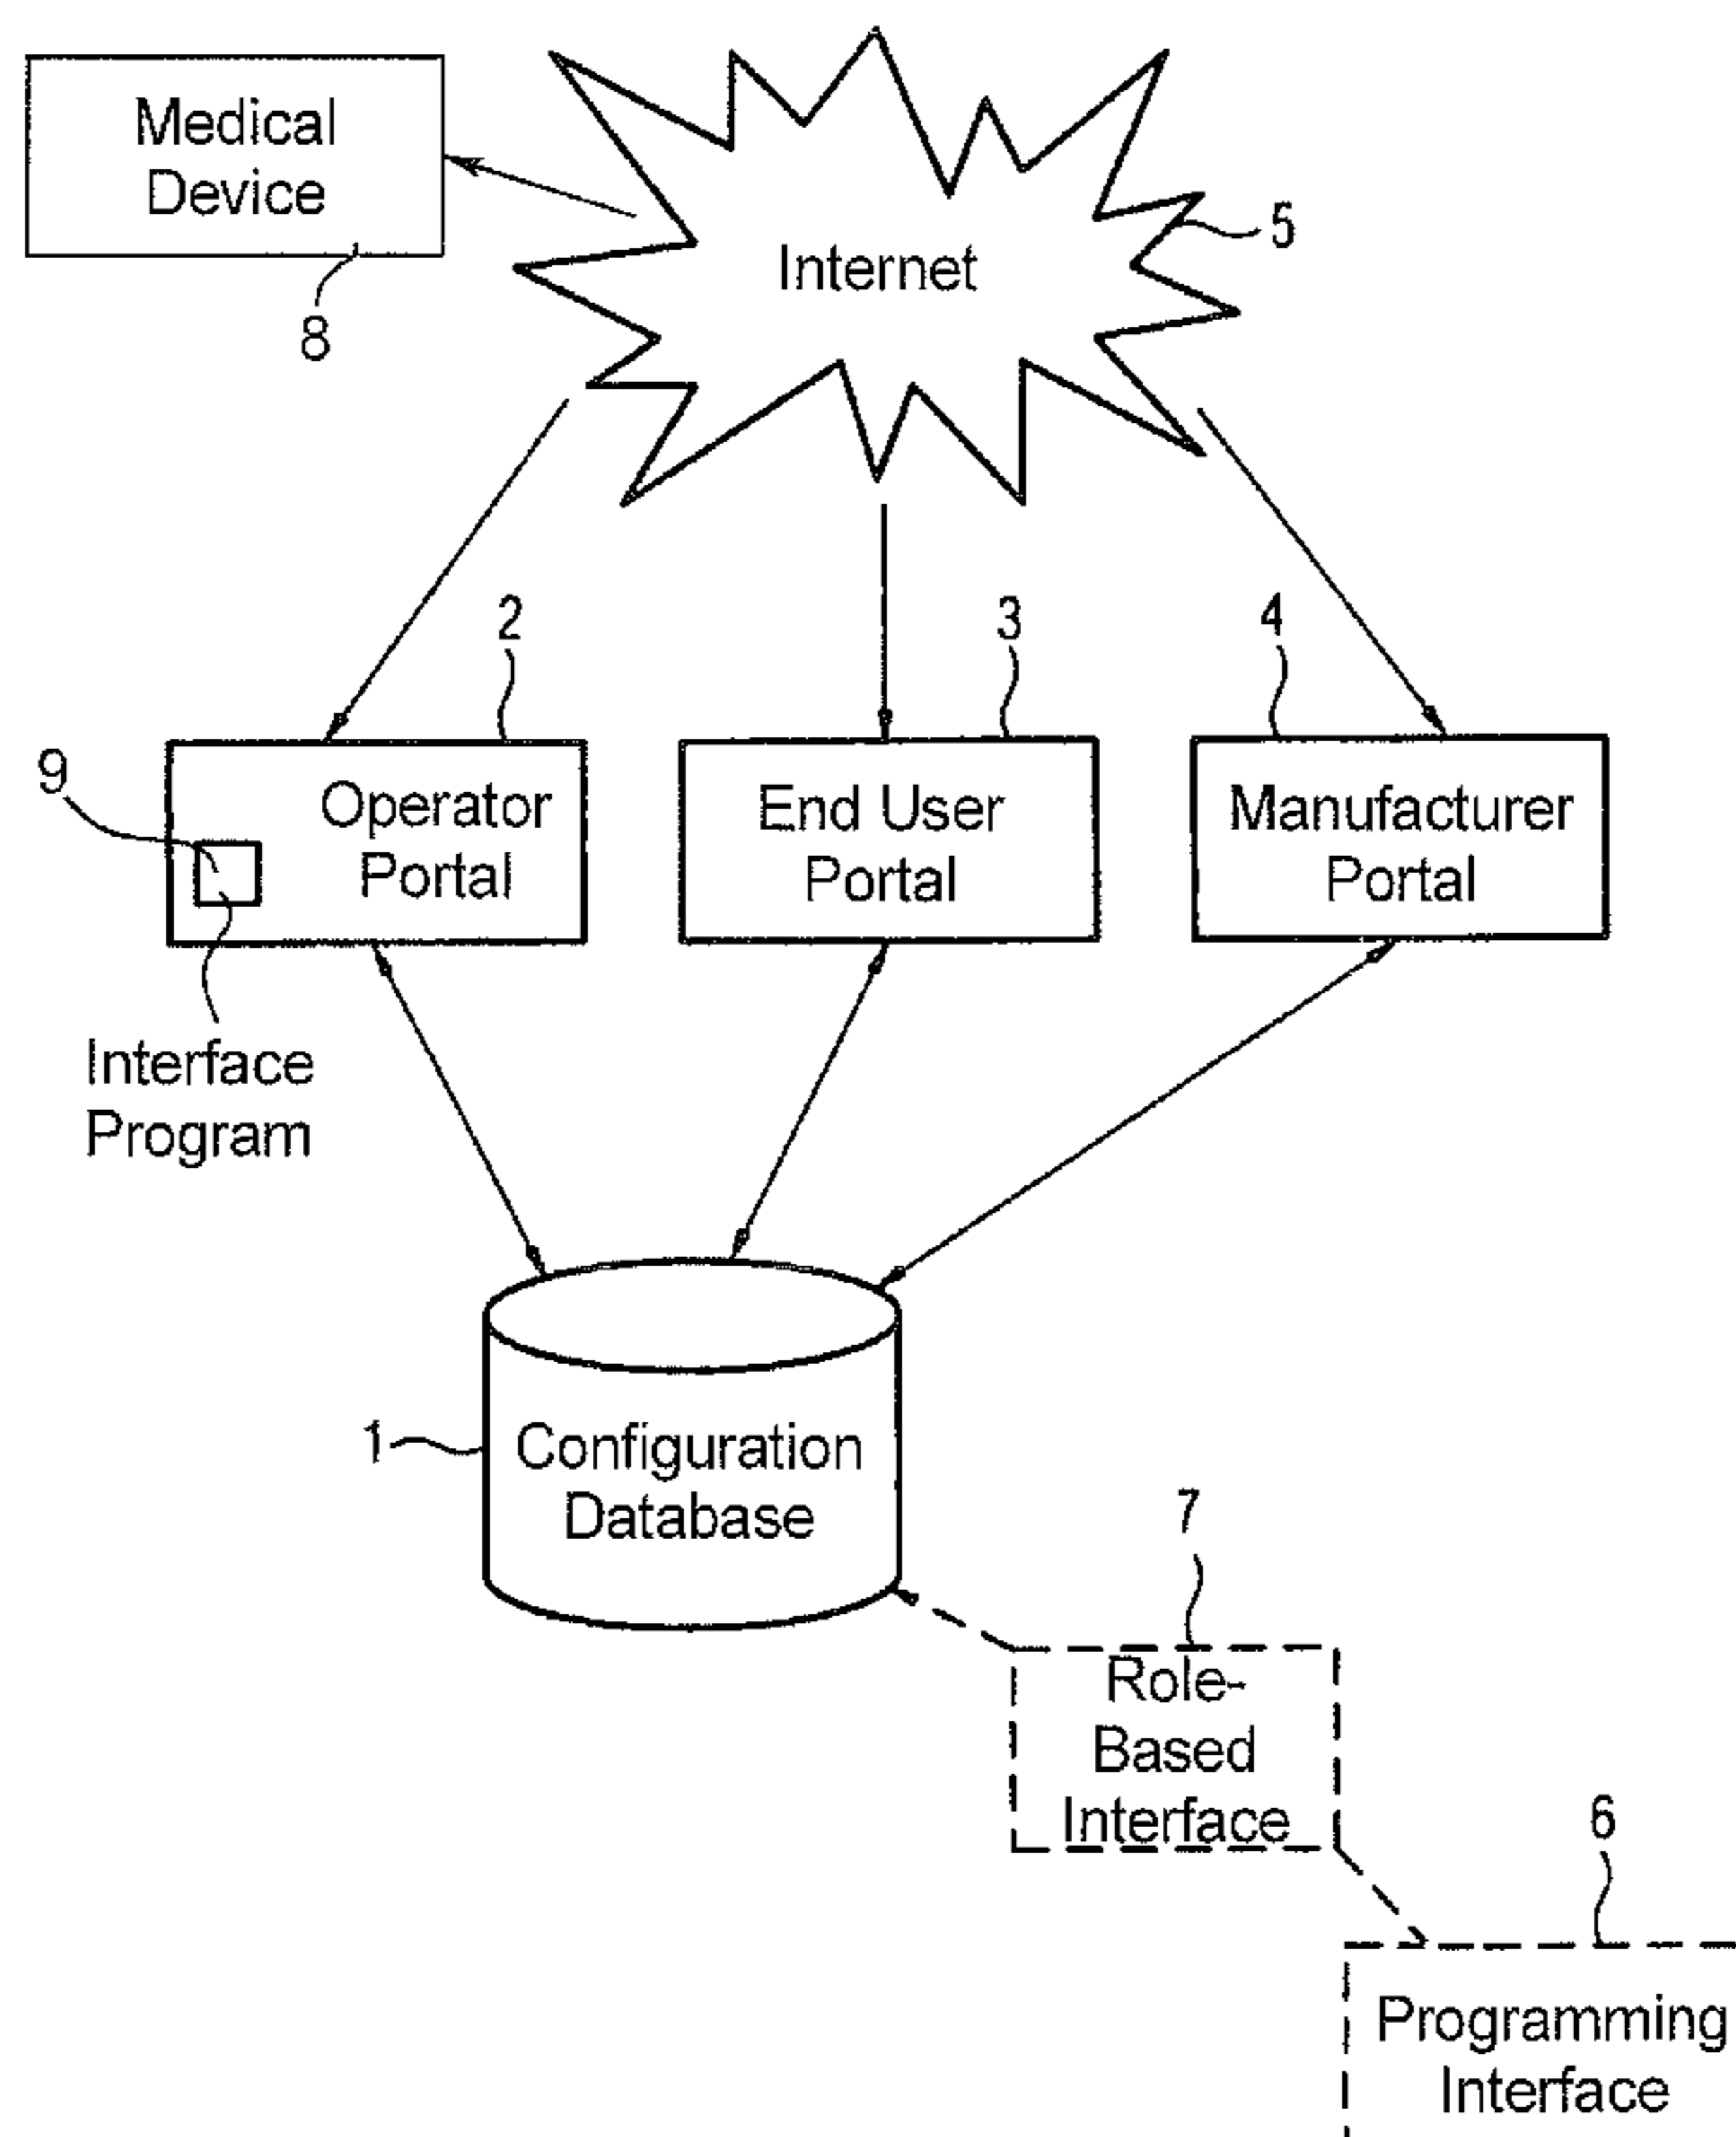 Medical
Device
8
Internet
5
2
3
4
9
Operator
Portal
End User
Portal
Manufacturer
Portal
Interface
Program
1
Configuration
Database
7
Role-
Based
Interface
6
Programming
Interface